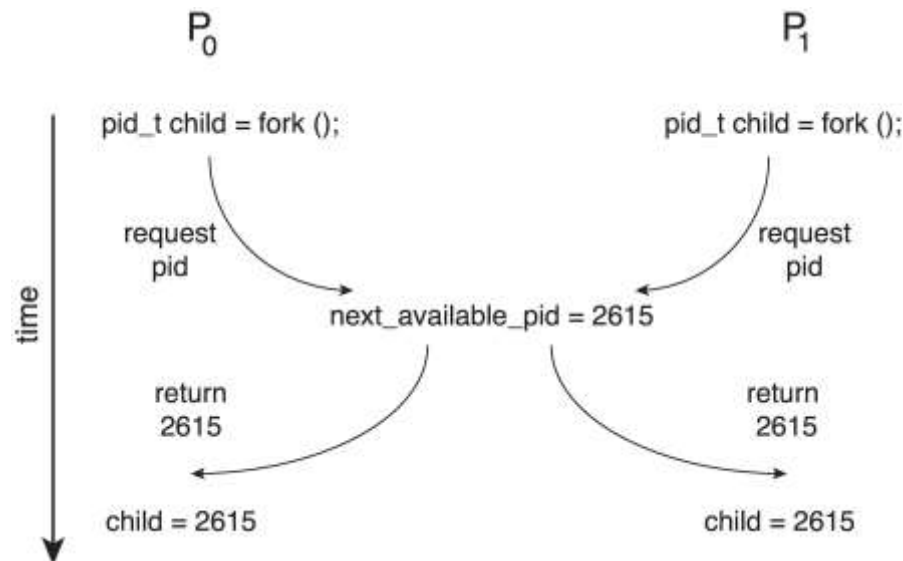 P0
P1
pid_t child = fork ();
pid_t child = fork ();
request
pid
request
pid
time
next_available_pid = 2615
return
2615
return
2615
child = 2615
child = 2615